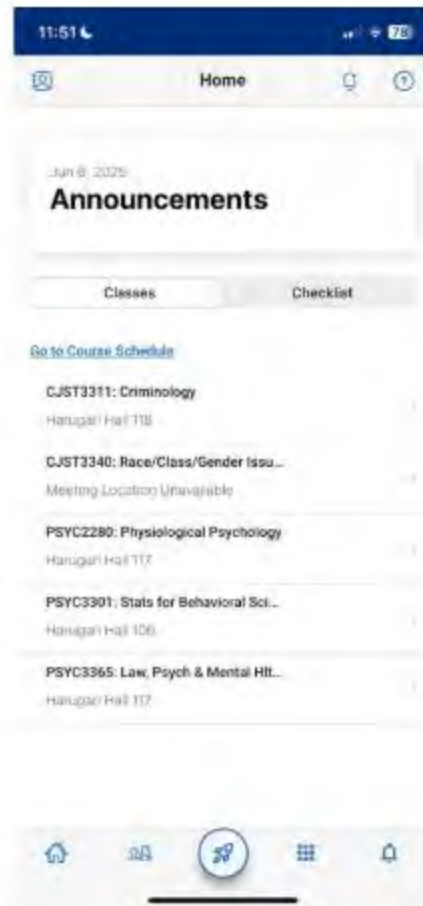 11:51
78
Home
Jun 6, 2025
Announcements
Classes
Checklist
Go to Course Schedule
CJST3311: Criminology
Harugari Hall 118
CJST3340: Race/Class/Gender Issu...
Meeting Location Unavailable
PSYC2280: Physiological Psychology
Harugari Hall 117
PSYC3301: Stats for Behavioral Sci...
Harugari Hall 106
PSYC3365: Law, Psych & Mental Hlt...
Harugari Hall 117